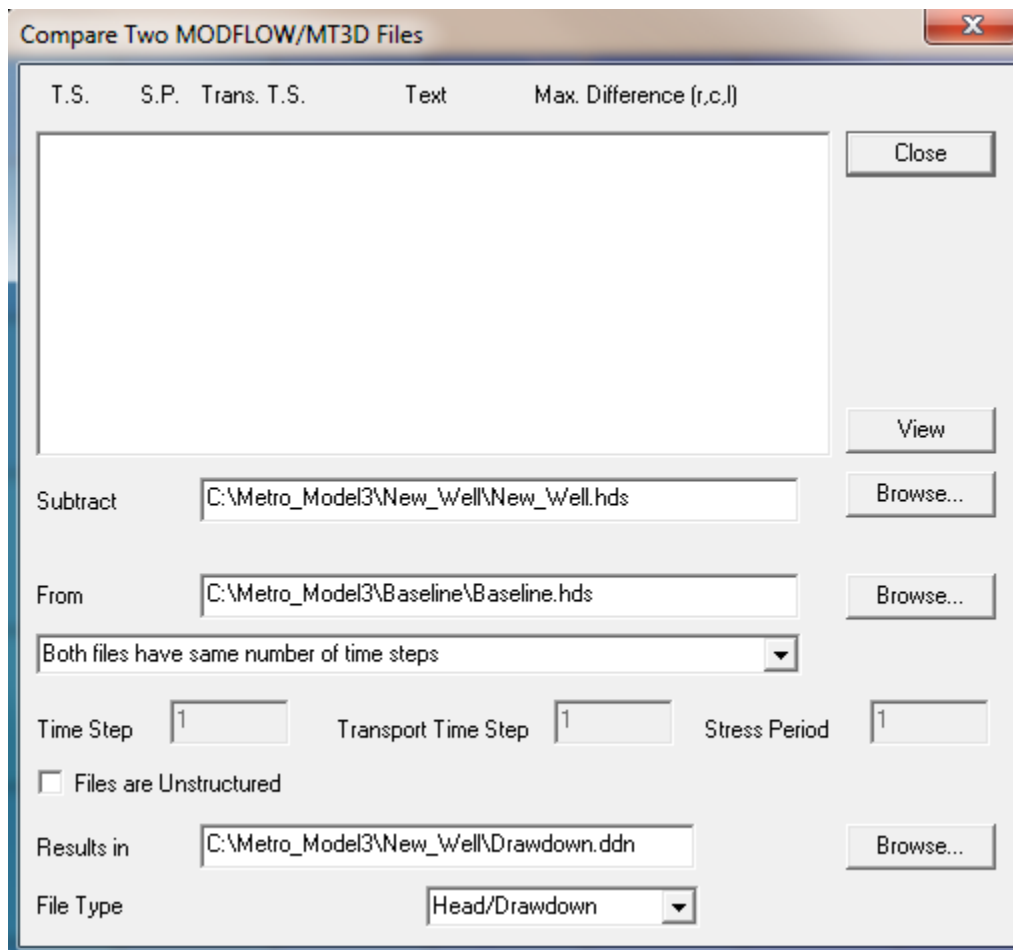 Compare Two MODFLOW/MT3D Files
T.S. S.P. Trans. T.S. Text Max. Difference (r,c,l)
Close
View
Subtract C:\Metro_Model3\New_Well\New_Well.hds Browse...
From C:\Metro_Model3\Baseline\Baseline.hds Browse...
Both files have same number of time steps
Time Step 1 Transport Time Step 1 Stress Period 1
Files are Unstructured
Results in C:\Metro_Model3\New_Well\Drawdown.ddn Browse...
File Type Head/Drawdown